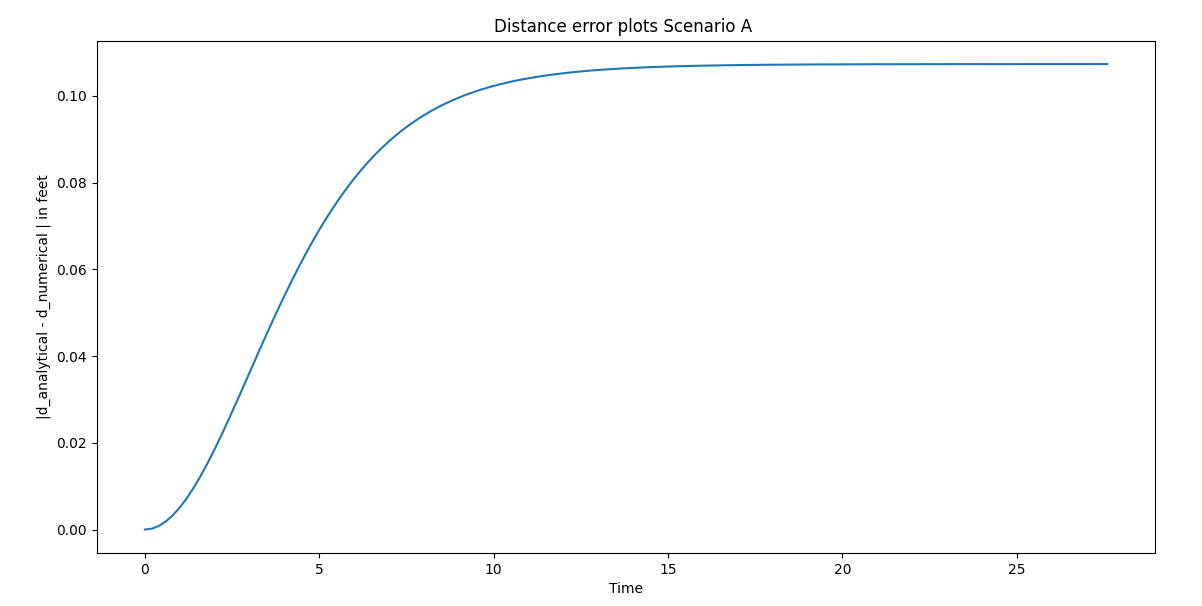 Distance error plots Scenario A
|d_analytical - d_numerical | in feet
0.10
0.08
0.06
0.04
0.02
0.00
0 5 10 15 20 25
Time